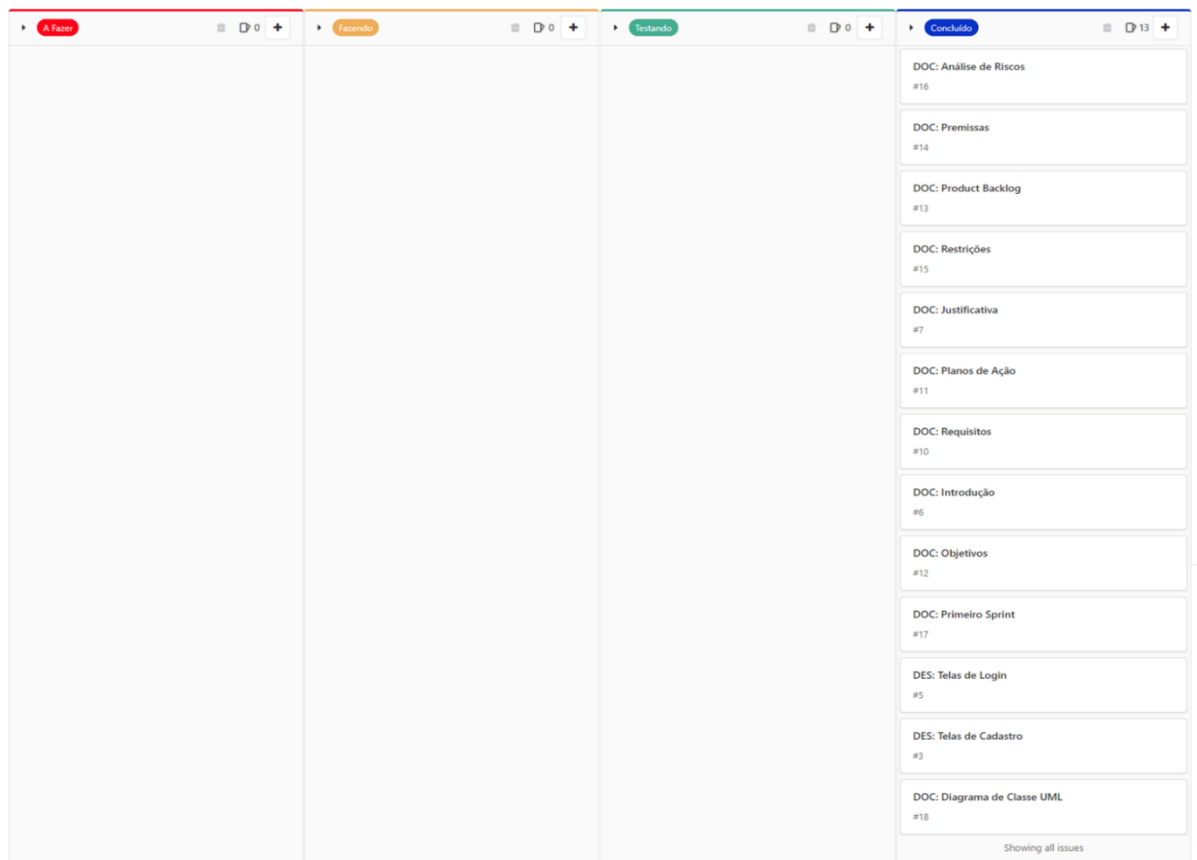 A Fazer 0
Fazendo 0
Testando 0
Concluído 13
DOC: Análise de Riscos
#16
DOC: Premissas
#14
DOC: Product Backlog
#13
DOC: Restrições
#15
DOC: Justificativa
#7
DOC: Planos de Ação
#11
DOC: Requisitos
#10
DOC: Introdução
#6
DOC: Objetivos
#12
DOC: Primeiro Sprint
#17
DES: Telas de Login
#5
DES: Telas de Cadastro
#3
DOC: Diagrama de Classe UML
#18
Showing all issues